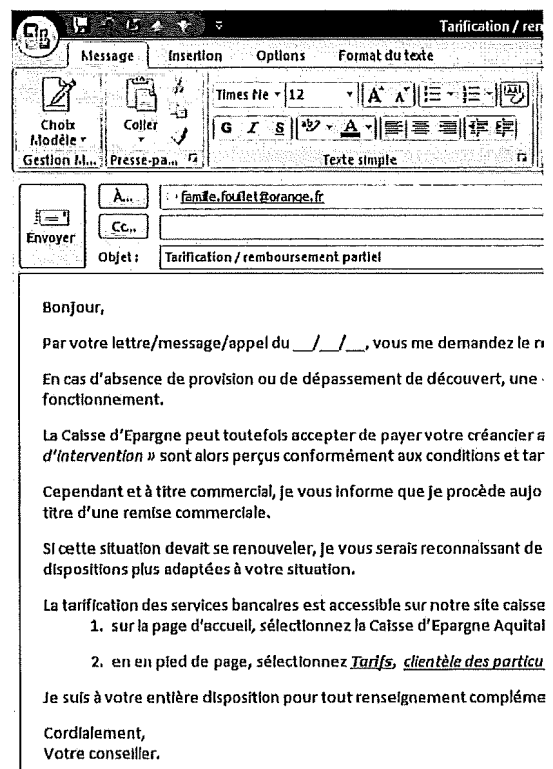 Tarification / ren
Message Insertion Options Format du texte
Times Ne 12
Choix Modèle
Coller
G I S
Gestion M... Presse-pa... Texte simple
À...
Cc...
Envoyer
Objet : Tarification / remboursement partiel
Bonjour,
Par votre lettre/message/appel du __/__/__, vous me demandez le
En cas d'absence de provision ou de dépassement de découvert, une
fonctionnement.
La Caisse d'Epargne peut toutefois accepter de payer votre créancier
d'intervention » sont alors perçus conformément aux conditions et tar
Cependant et à titre commercial, je vous informe que je procède aujo
titre d'une remise commerciale.
Si cette situation devait se renouveler, je vous serais reconnaissant de
dispositions plus adaptées à votre situation.
La tarification des services bancaires est accessible sur notre site caisse
1. sur la page d'accueil, sélectionnez la Caisse d'Epargne Aquitai
2. en en pied de page, sélectionnez Tarifs, clientèle des particu
Je suis à votre entière disposition pour tout renseignement compléme
Cordialement,
Votre conseiller.